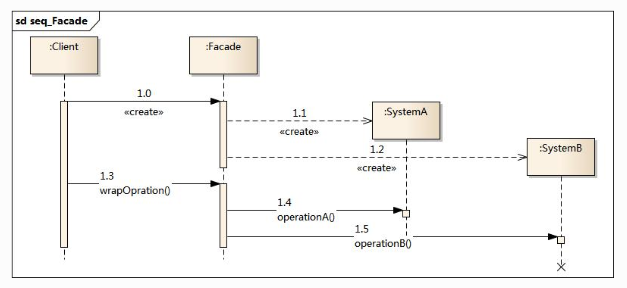 sd seq_Facade
:Client
:Facade
1.0
«create»
1.1
«create»
:SystemA
1.2
«create»
:SystemB
1.3
wrapOpration()
1.4
operationA()
1.5
operationB()